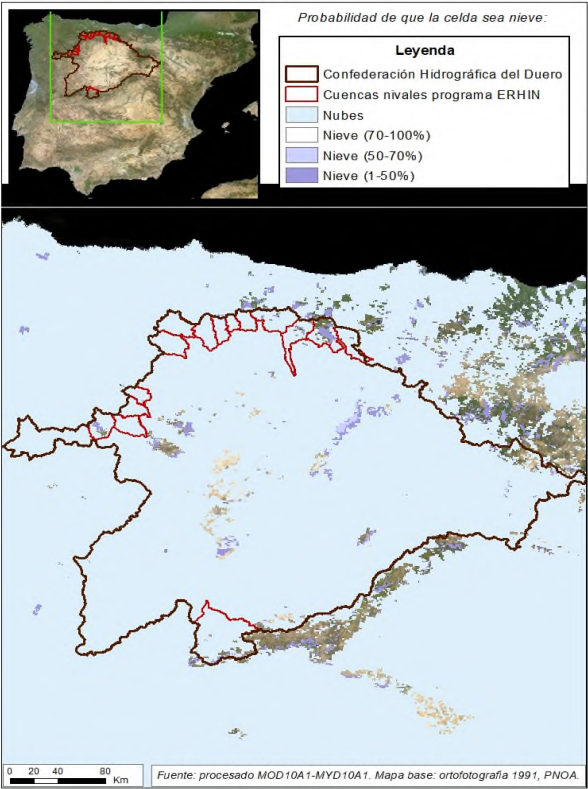 Probabilidad de que la celda sea nieve:
Leyenda
Confederación Hidrográfica del Duero
Cuencas nivales programa ERHIN
Nubes
Nieve (70-100%)
Nieve (50-70%)
Nieve (1-50%)
0 20 40 80
Km
Fuente: procesado MOD10A1-MYD10A1. Mapa base: ortofotografia 1991, PNOA.